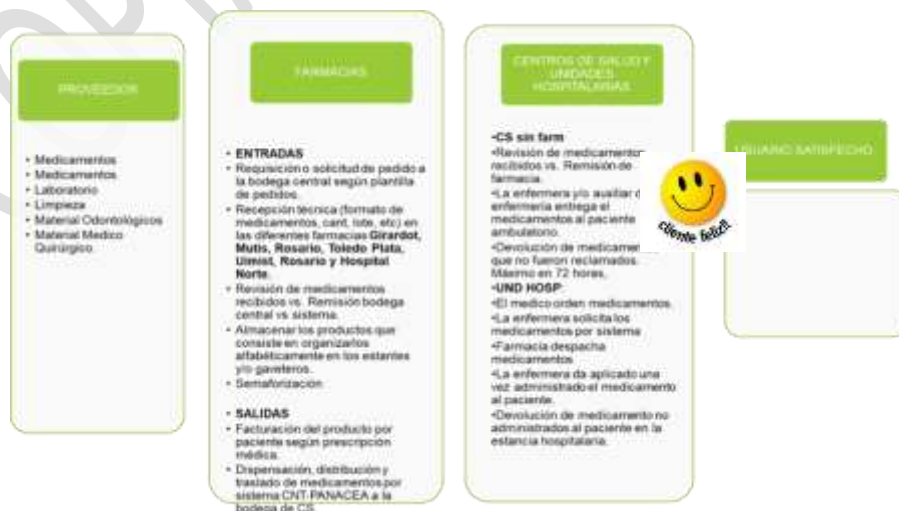 PROVEEDOR
• Medicamentos
• Medicamentos
• Laboratorio
• Limpieza
• Material Odontológicos
• Material Medico
Quirúrgico.
FARMACIAS
• ENTRADAS
• Requisición o solicitud de pedido a
la bodega central según plantilla
de pedidos.
• Recepción técnica (formato de
medicamentos, cant, lote, etc) en
las diferentes farmacias Girardot,
Mutis, Rosario, Toledo Plata,
Uimist, Rosario y Hospital
Norte.
• Revisión de medicamentos
recibidos vs. Remisión bodega
central vs sistema.
• Almacenar los productos que
consiste en organizarlos
alfabéticamente en los estantes
y/o gaveteros.
• Semaforización
• SALIDAS
• Facturación del producto por
paciente según prescripción
médica.
• Dispensación, distribución y
traslado de medicamentos por
sistema CNT-PANACEA a la
bodega de CS.
CENTROS DE SALUD Y
UNIDADES
HOSPITALARIAS
•CS sin farm
•Revisión de medicamentos
recibidos vs. Remisión de
farmacia.
•La enfermera y/o auxiliar
enfermería entrega el
medicamentos al paciente
ambulatorio.
•Devolución de
que no fueron reclamados.
Máximo en 72 horas.
•UND HOSP:
•El medico orden medicamentos.
•La enfermera solicita los
medicamentos por sistema
•Farmacia despacha
medicamentos
•La enfermera da aplicado una
vez administrado el medicamento
al paciente.
•Devolución de medicamento no
administrados al paciente en la
estancia hospitalaria.
cliente feliz!!
USUARIO SATISFECHO